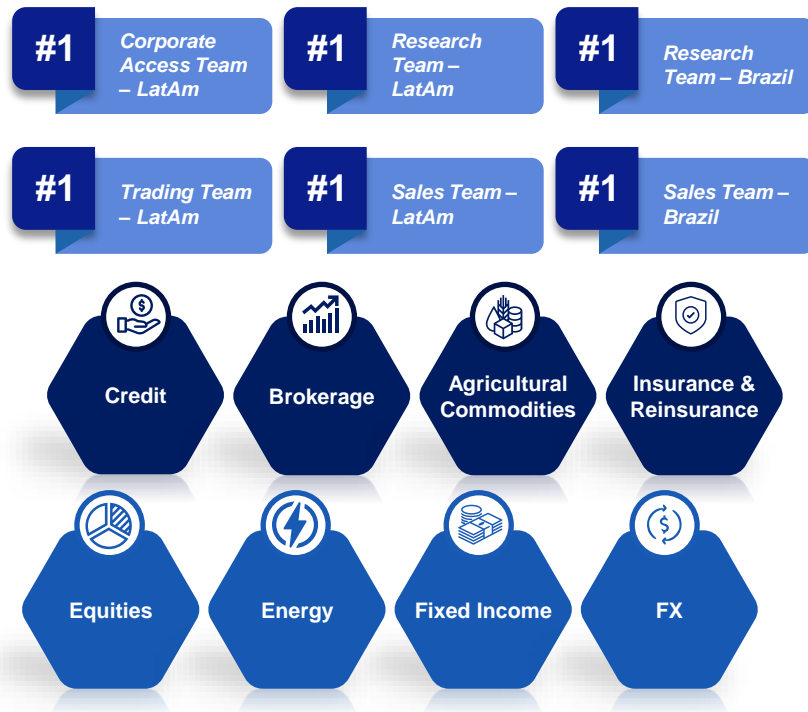 #1
Corporate
Access Team
– LatAm
#1
Research
Team –
LatAm
#1
Research
Team – Brazil
#1
Trading Team
– LatAm
#1
Sales Team –
LatAm
#1
Sales Team –
Brazil
Credit
Brokerage
Agricultural
Commodities
Insurance &
Reinsurance
Equities
Energy
Fixed Income
FX